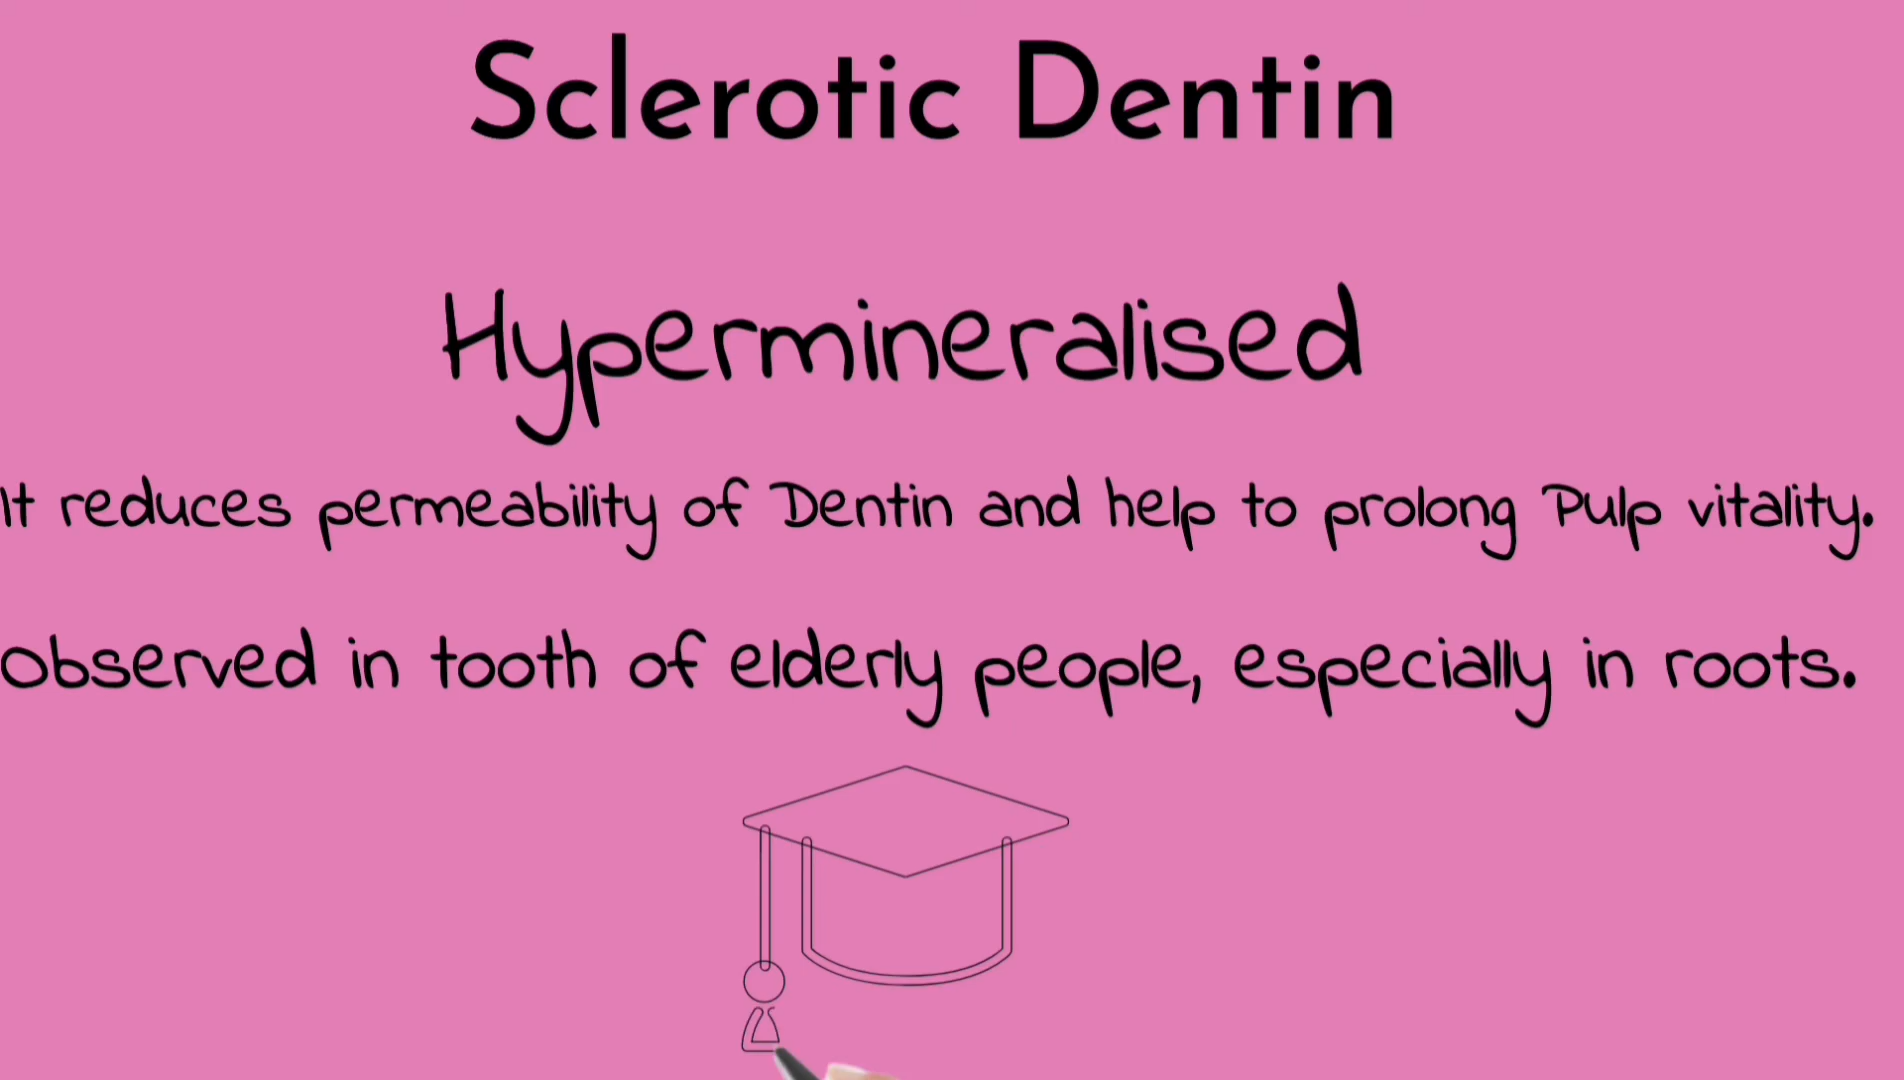 Sclerotic Dentin
Hypermineralised
It reduces permeability of Dentin and help to prolong Pulp vitality.
Observed in tooth of elderly people, especially in roots.